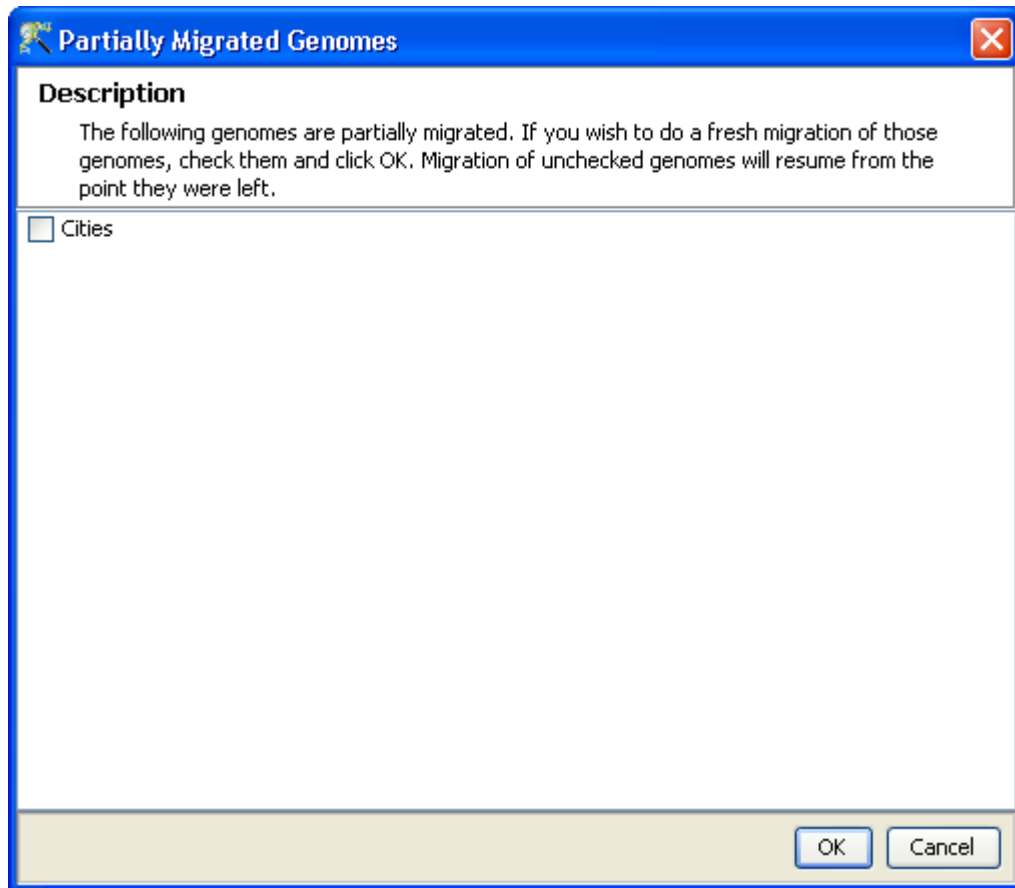 Partially Migrated Genomes
Description
The following genomes are partially migrated. If you wish to do a fresh migration of those
genomes, check them and click OK. Migration of unchecked genomes will resume from the
point they were left.
Cities
OK Cancel